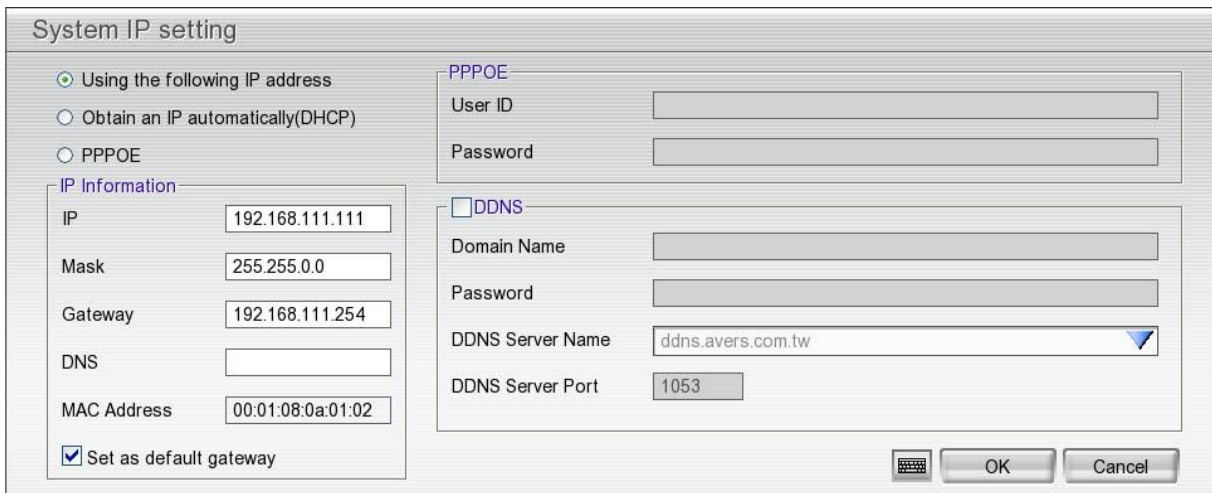 System IP setting
Using the following IP address
Obtain an IP automatically(DHCP)
PPPOE
IP Information
IP 192.168.111.111
Mask 255.255.0.0
Gateway 192.168.111.254
DNS
MAC Address 00:01:08:0a:01:02
Set as default gateway
PPPOE
User ID
Password
DDNS
Domain Name
Password
DDNS Server Name ddns.avers.com.tw
DDNS Server Port 1053
OK Cancel